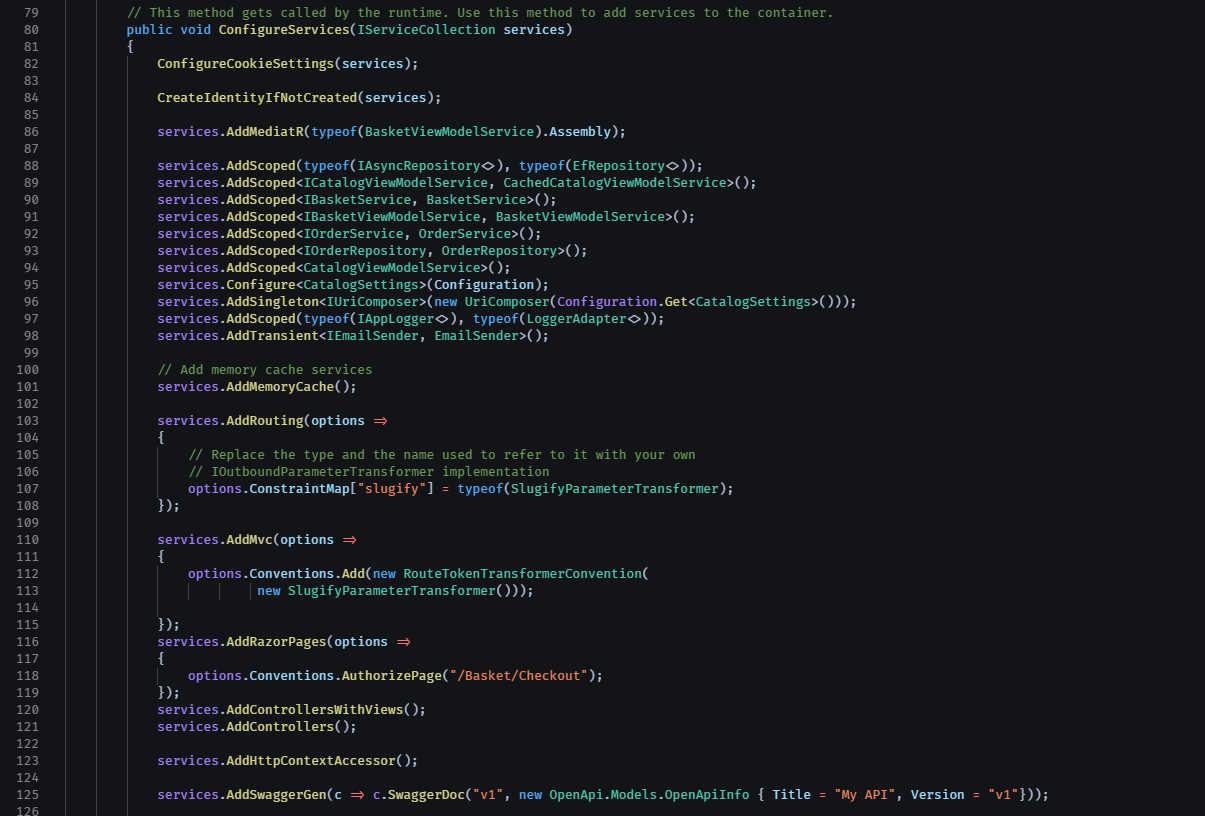 79 // This method gets called by the runtime. Use this method to add services to the container.
80 public void ConfigureServices(IServiceCollection services)
81 {
82 ConfigureCookieSettings(services);
83
84 CreateIdentityIfNotCreated(services);
85
86 services.AddMediatR(typeof(BasketViewModelService).Assembly);
87
88 services.AddScoped(typeof(IAsyncRepository<>), typeof(EfRepository<>));
89 services.AddScoped<ICatalogViewModelService, CachedCatalogViewModelService>();
90 services.AddScoped<IBasketService, BasketService>();
91 services.AddScoped<IBasketViewModelService, BasketViewModelService>();
92 services.AddScoped<IOrderService, OrderService>();
93 services.AddScoped<IOrderRepository, OrderRepository>();
94 services.AddScoped<CatalogViewModelService>();
95 services.Configure<CatalogSettings>(Configuration);
96 services.AddSingleton<IUriComposer>(new UriComposer(Configuration.Get<CatalogSettings>()));
97 services.AddScoped(typeof(IAppLogger<>), typeof(LoggerAdapter<>));
98 services.AddTransient<IEmailSender, EmailSender>();
99
100 // Add memory cache services
101 services.AddMemoryCache();
102
103 services.AddRouting(options =>
104 {
105 // Replace the type and the name used to refer to it with your own
106 // IOutboundParameterTransformer implementation
107 options.ConstraintMap["slugify"] = typeof(SlugifyParameterTransformer);
108 });
109
110 services.AddMvc(options =>
111 {
112 options.Conventions.Add(new RouteTokenTransformerConvention(
113 new SlugifyParameterTransformer()));
114
115 });
116 services.AddRazorPages(options =>
117 {
118 options.Conventions.AuthorizePage("/Basket/Checkout");
119 });
120 services.AddControllersWithViews();
121 services.AddControllers();
122
123 services.AddHttpContextAccessor();
124
125 services.AddSwaggerGen(c => c.SwaggerDoc("v1", new OpenApi.Models.OpenApiInfo { Title = "My API", Version = "v1"}));
126